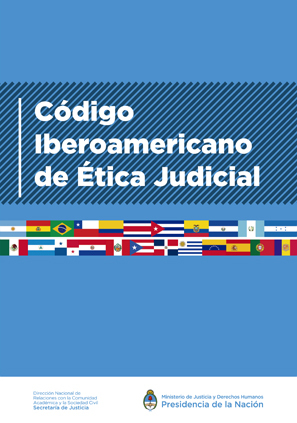 Código
Iberoamericano
de Ética Judicial
Dirección Nacional de
Relaciones con la Comunidad
Académica y la Sociedad Civil
Secretaría de Justicia
Ministerio de Justicia y Derechos Humanos
Presidencia de la Nación